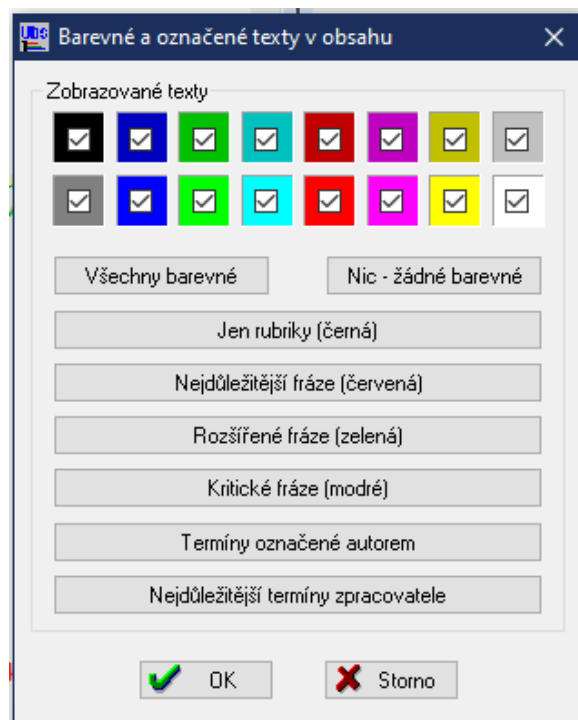 Barevné a označené texty v obsahu
Zobrazované texty
Všechny barevné
Nic - žádné barevné
Jen rubriky (černá)
Nejdůležitější fráze (červená)
Rozšířené fráze (zelená)
Kritické fráze (modré)
Termíny označené autorem
Nejdůležitější termíny zpracovatele
OK
Storno